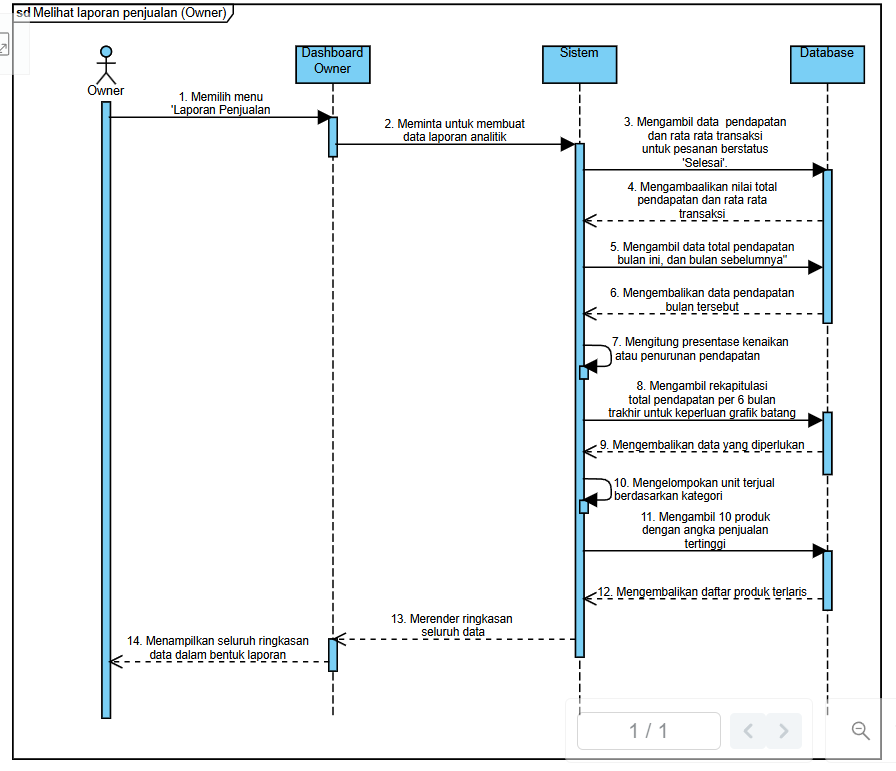 sd Melihat laporan penjualan (Owner)
Owner
Dashboard
Owner
Sistem
Database
1. Memilih menu
'Laporan Penjualan
2. Meminta untuk membuat
data laporan analitik
3. Mengambil data pendapatan
dan rata rata transaksi
untuk pesanan berstatus
'Selesai'.
4. Mengambaalikan nilai total
pendapatan dan rata rata
transaksi
5. Mengambil data total pendapatan
bulan ini, dan bulan sebelumnya"
6. Mengembalikan data pendapatan
bulan tersebut
7. Mengitung presentase kenaikan
atau penurunan pendapatan
8. Mengambil rekapitulasi
total pendapatan per 6 bulan
trakhir untuk keperluan grafik batang
9. Mengembalikan data yang diperlukan
10. Mengelompokan unit terjual
berdasarkan kategori
11. Mengambil 10 produk
dengan angka penjualan
tertinggi
12. Mengembalikan daftar produk terlaris
13. Merender ringkasan
seluruh data
14. Menampilkan seluruh ringkasan
data dalam bentuk laporan
1 / 1